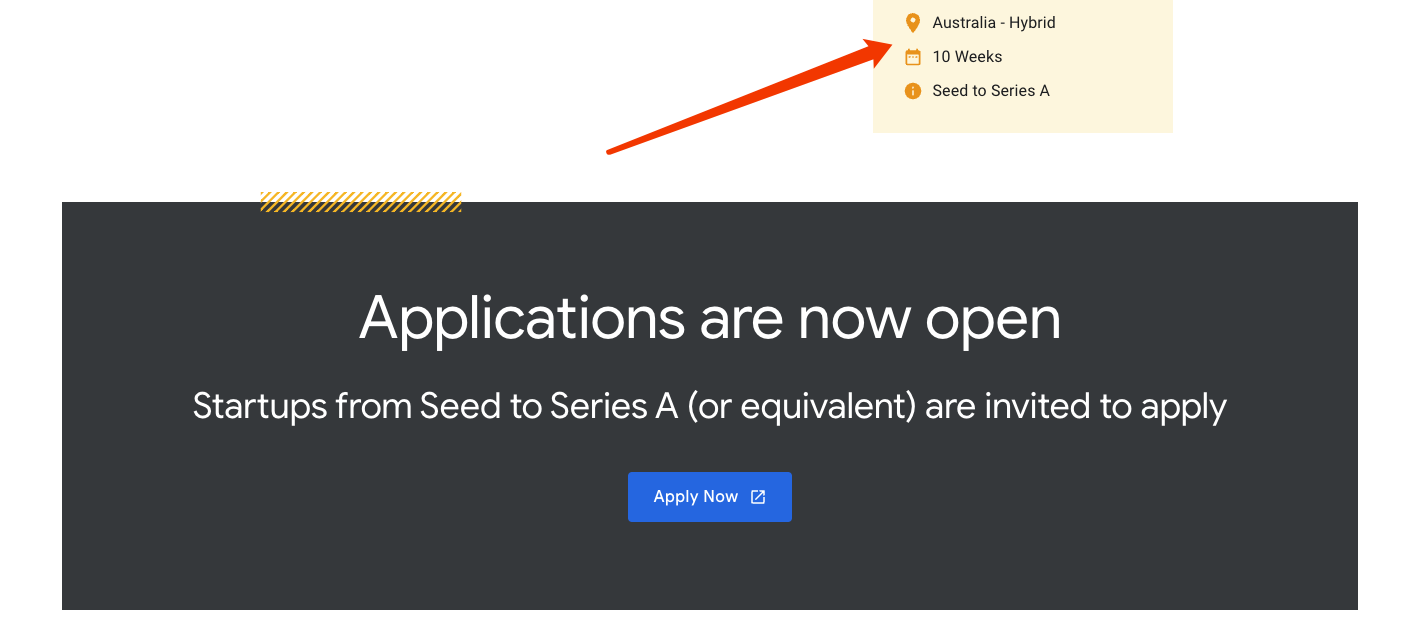 Australia - Hybrid
10 Weeks
Seed to Series A
Applications are now open
Startups from Seed to Series A (or equivalent) are invited to apply
Apply Now